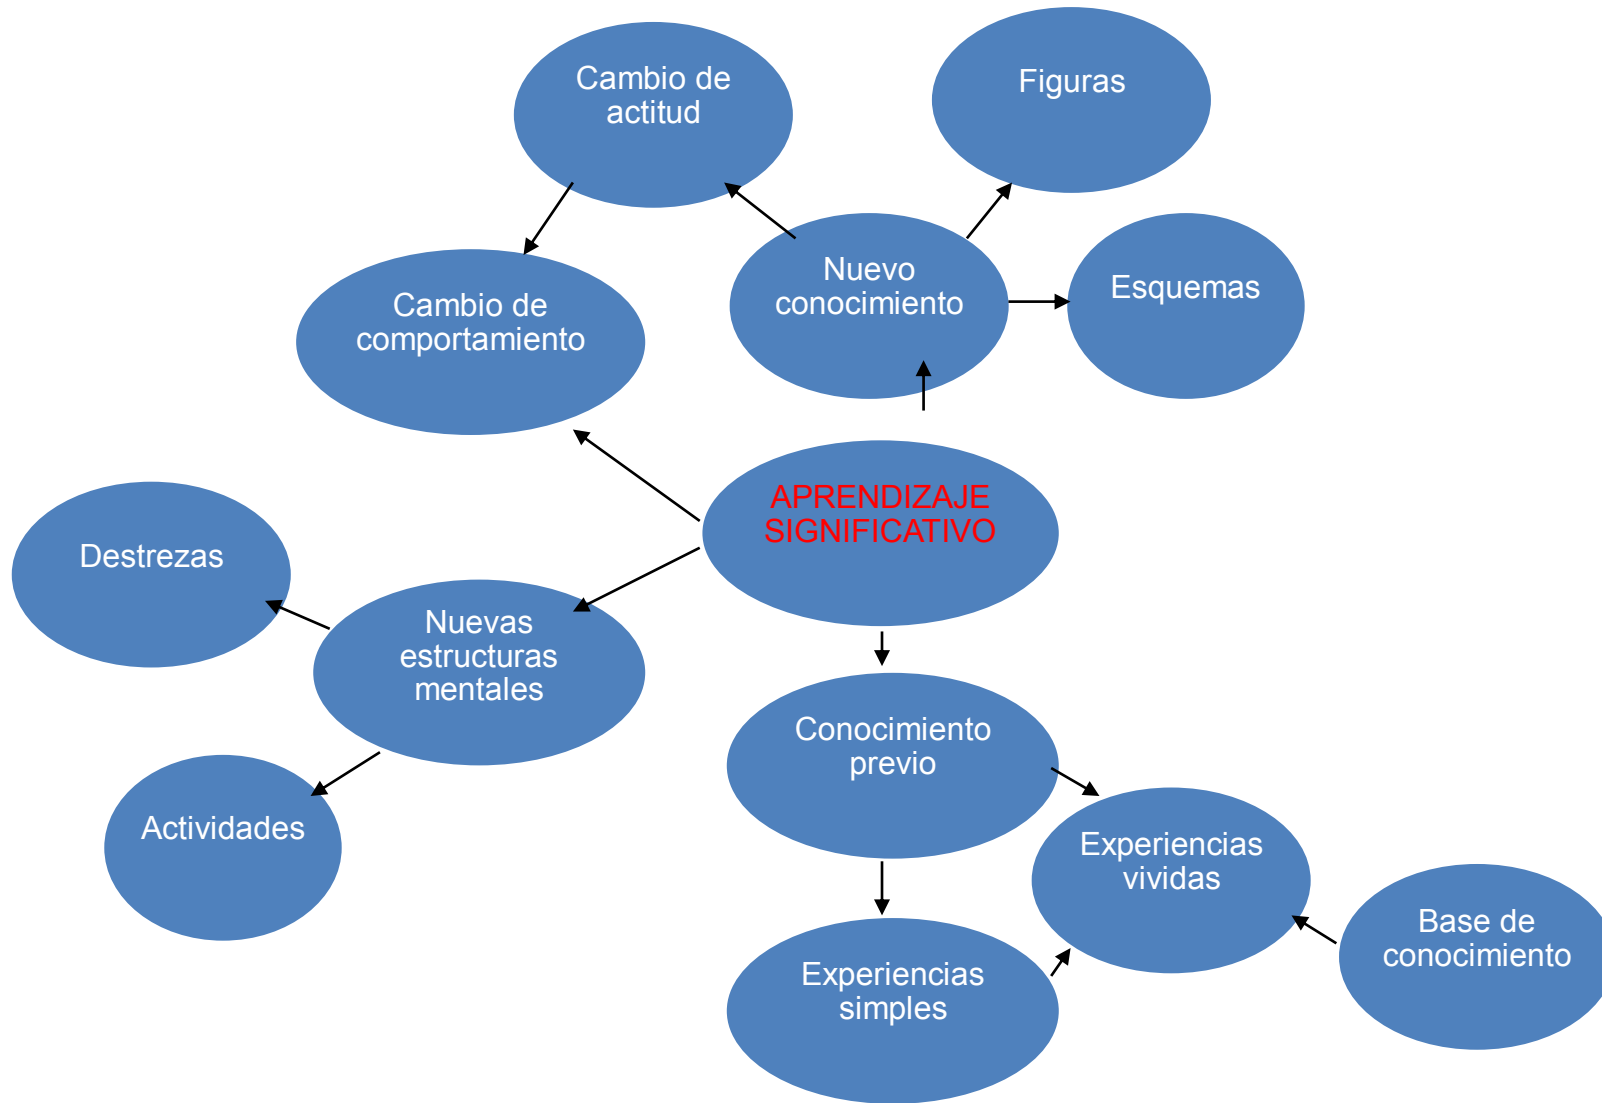 Cambio de
actitud
Figuras
Nuevo
conocimiento
Esquemas
Cambio de
comportamiento
APRENDIZAJE
SIGNIFICATIVO
Destrezas
Nuevas
estructuras
mentales
Conocimiento
previo
Actividades
Experiencias
vividas
Base de
conocimiento
Experiencias
simples